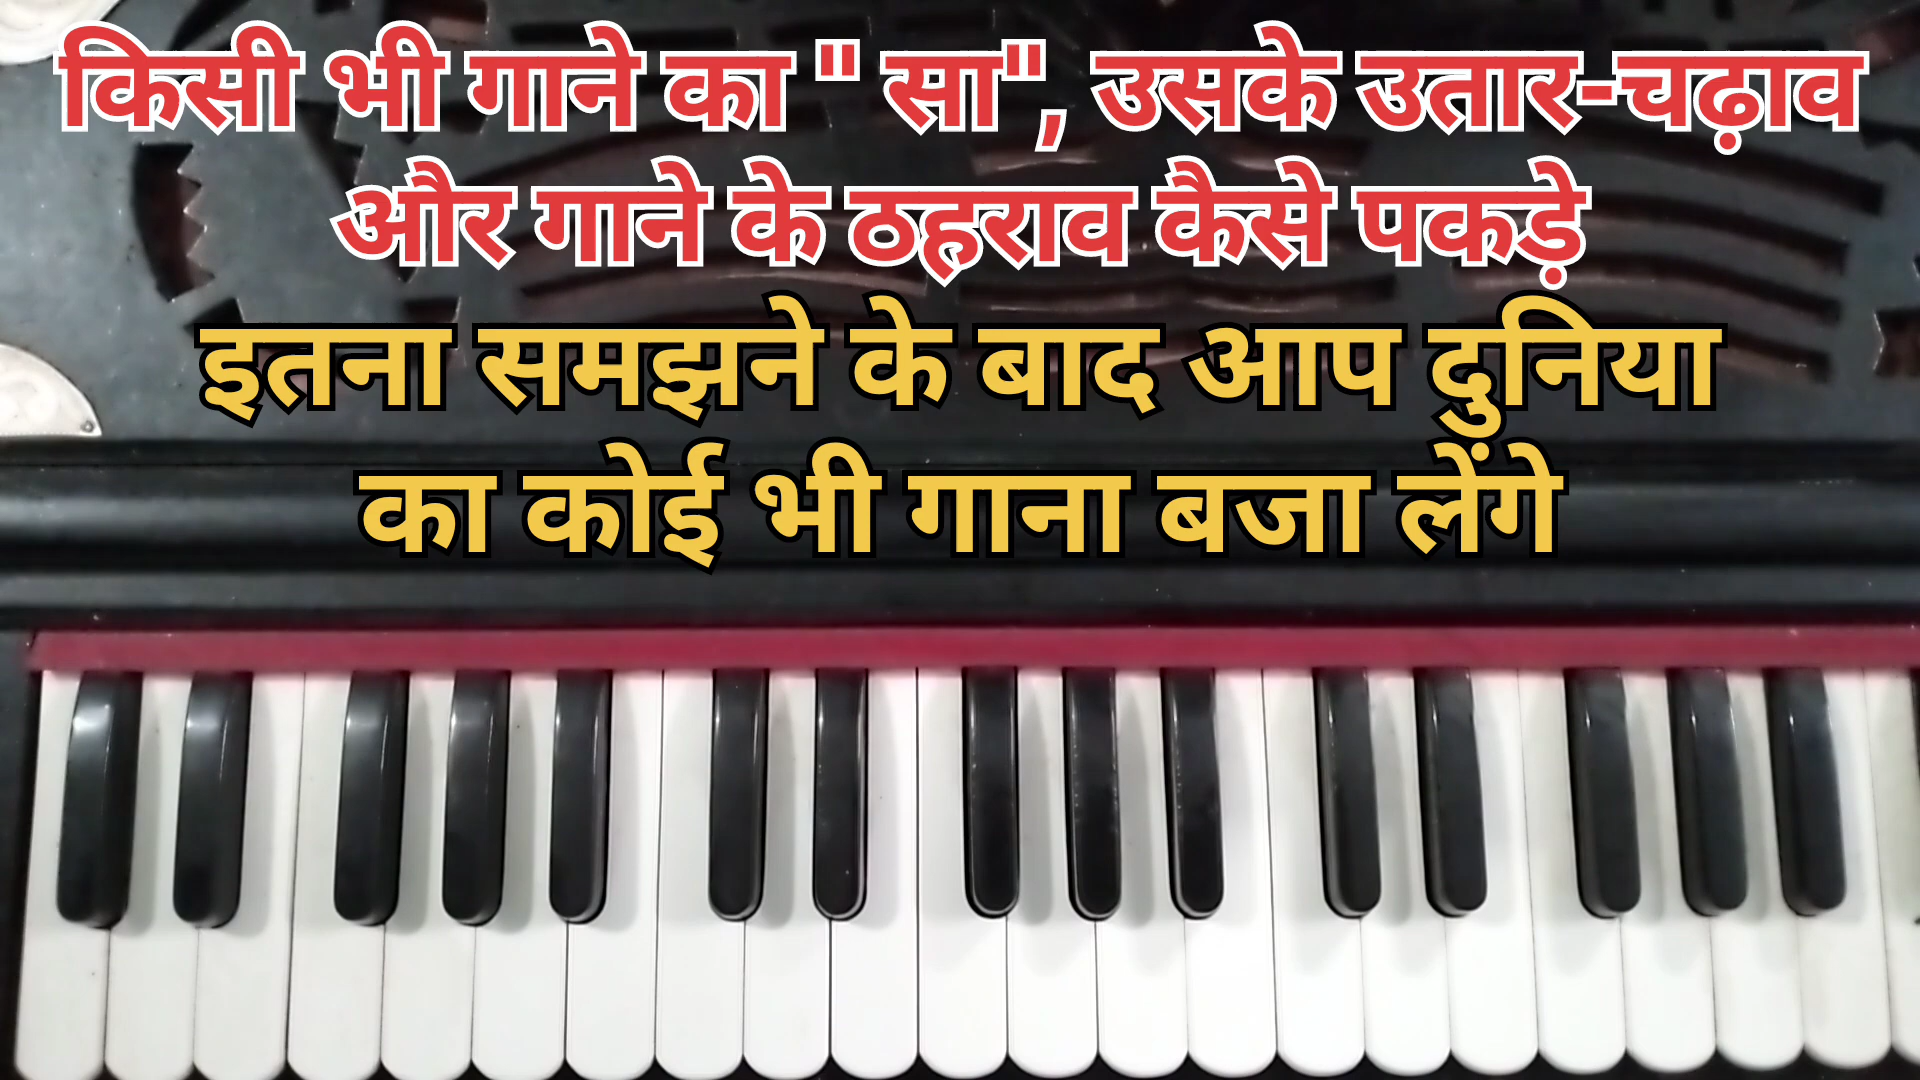 किसी भी गाने का " सा", उसके उतार-चढ़ाव
और गाने के ठहराव कैसे पकड़े
इतना समझने के बाद आप दुनिया
का कोई भी गाना बजा लेंगे